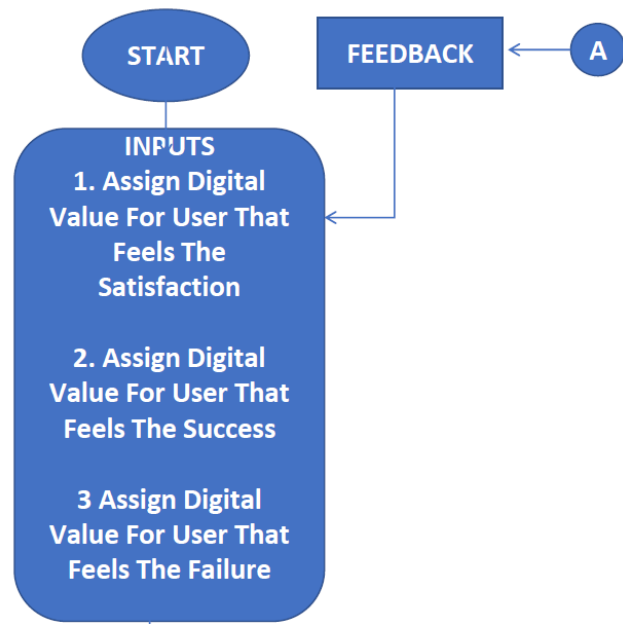 START
FEEDBACK
A
INPUTS
1. Assign Digital
Value For User That
Feels The
Satisfaction
2. Assign Digital
Value For User That
Feels The Success
3 Assign Digital
Value For User That
Feels The Failure